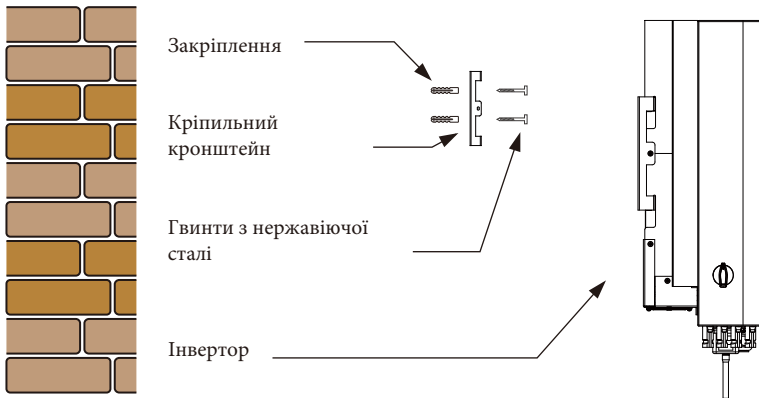 Закріплення
Кріпильний
кронштейн
Гвинти з нержавіючої
сталі
Інвертор